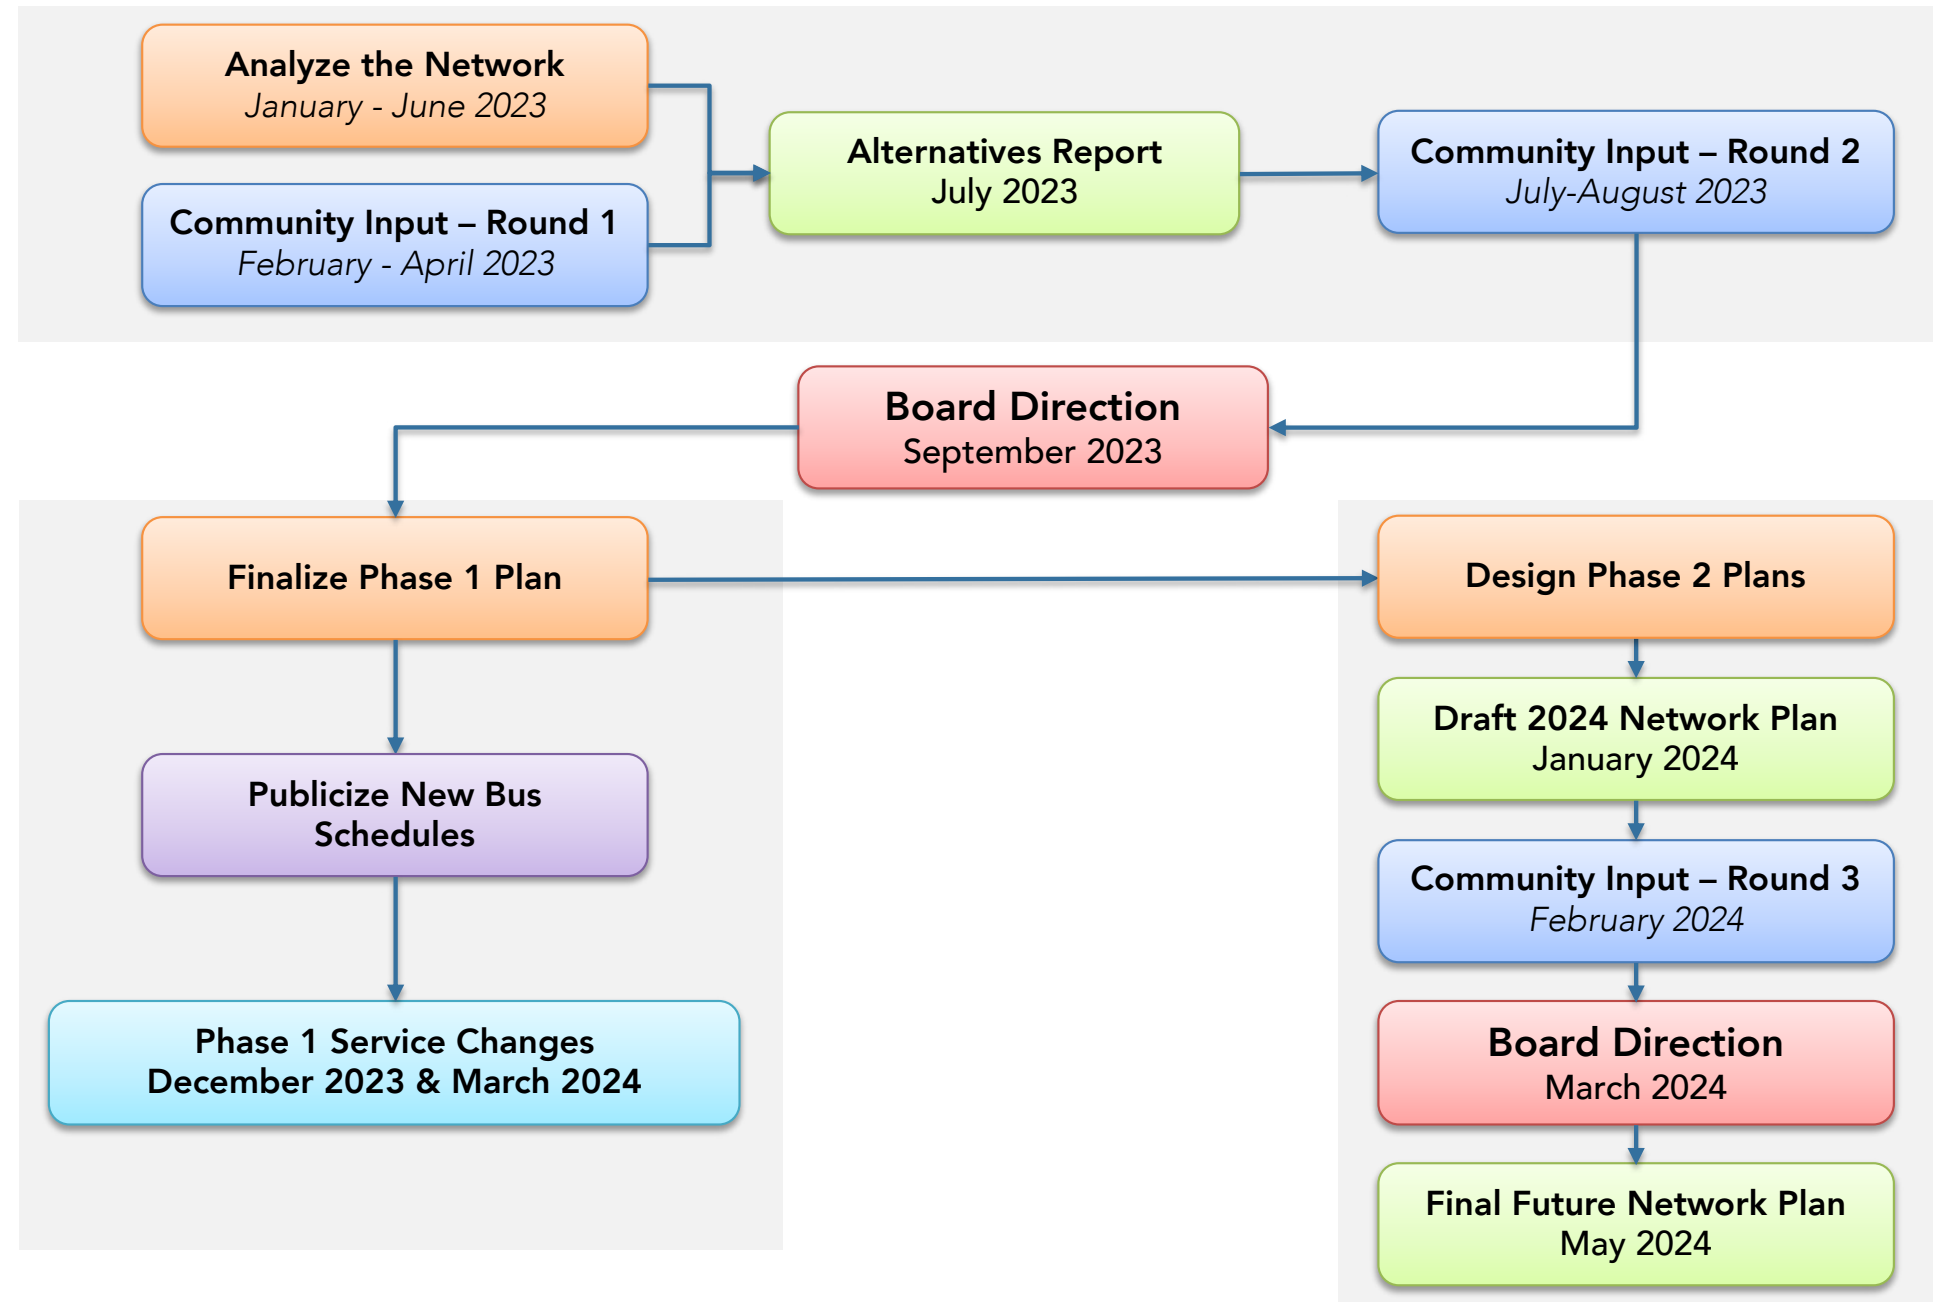 Analyze the Network
January - June 2023
Community Input – Round 1
February - April 2023
Alternatives Report
July 2023
Community Input – Round 2
July-August 2023
Board Direction
September 2023
Finalize Phase 1 Plan
Publicize New Bus
Schedules
Phase 1 Service Changes
December 2023 & March 2024
Design Phase 2 Plans
Draft 2024 Network Plan
January 2024
Community Input – Round 3
February 2024
Board Direction
March 2024
Final Future Network Plan
May 2024